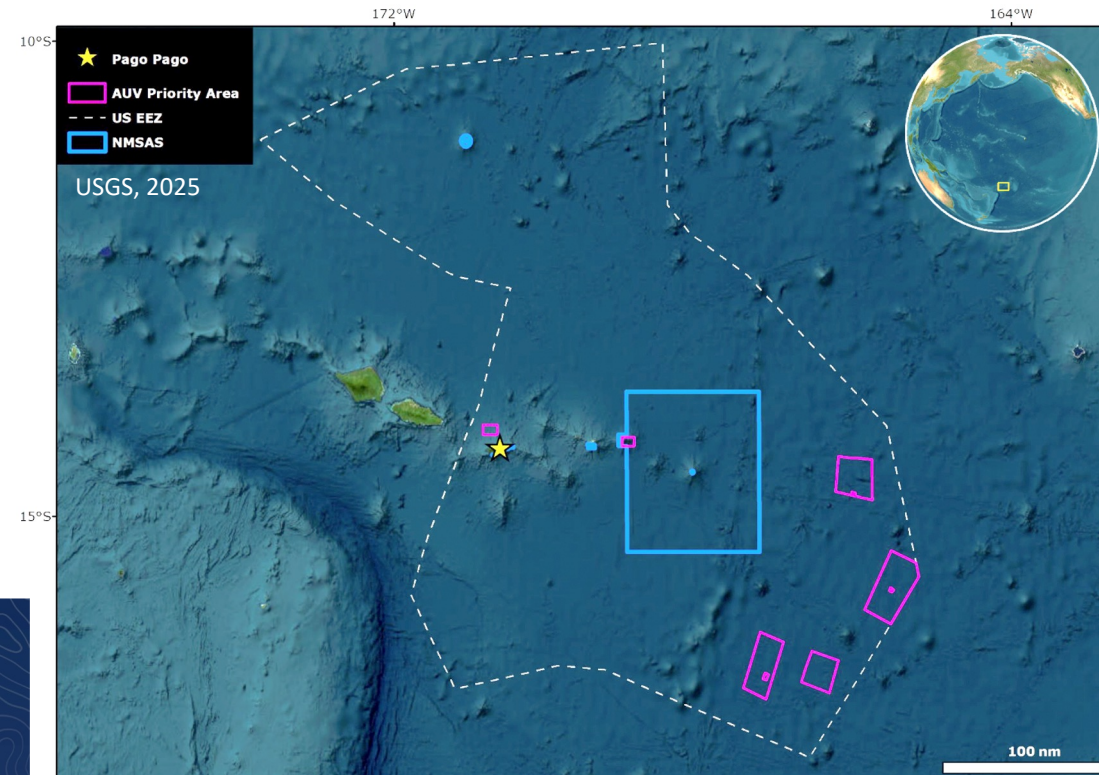 172°W
164°W
10°S
Pago Pago
AUV Priority Area
US EEZ
NMSAS
USGS, 2025
15°S
100 nm